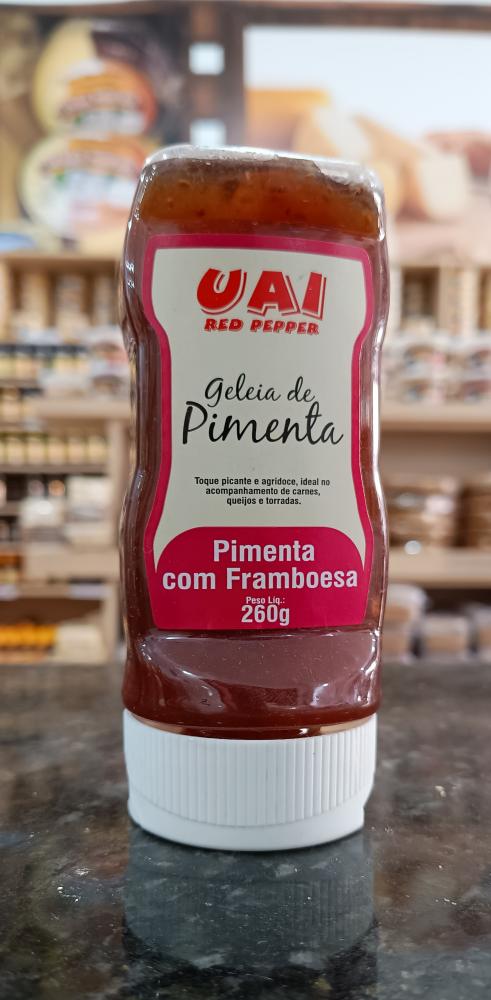 UAI
RED PEPPER
Geleia de
Pimenta
Toque picante e agridoce, ideal no
acompanhamento de carnes,
queijos e torradas.
Pimenta
com Framboesa
Peso Líq.:
260g